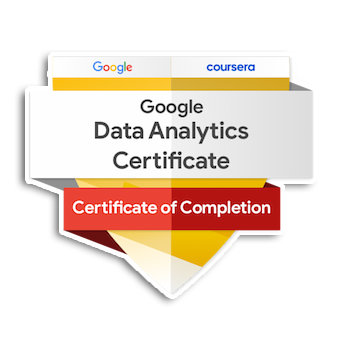 Google coursera
Google
Data Analytics
Certificate
Certificate of Completion